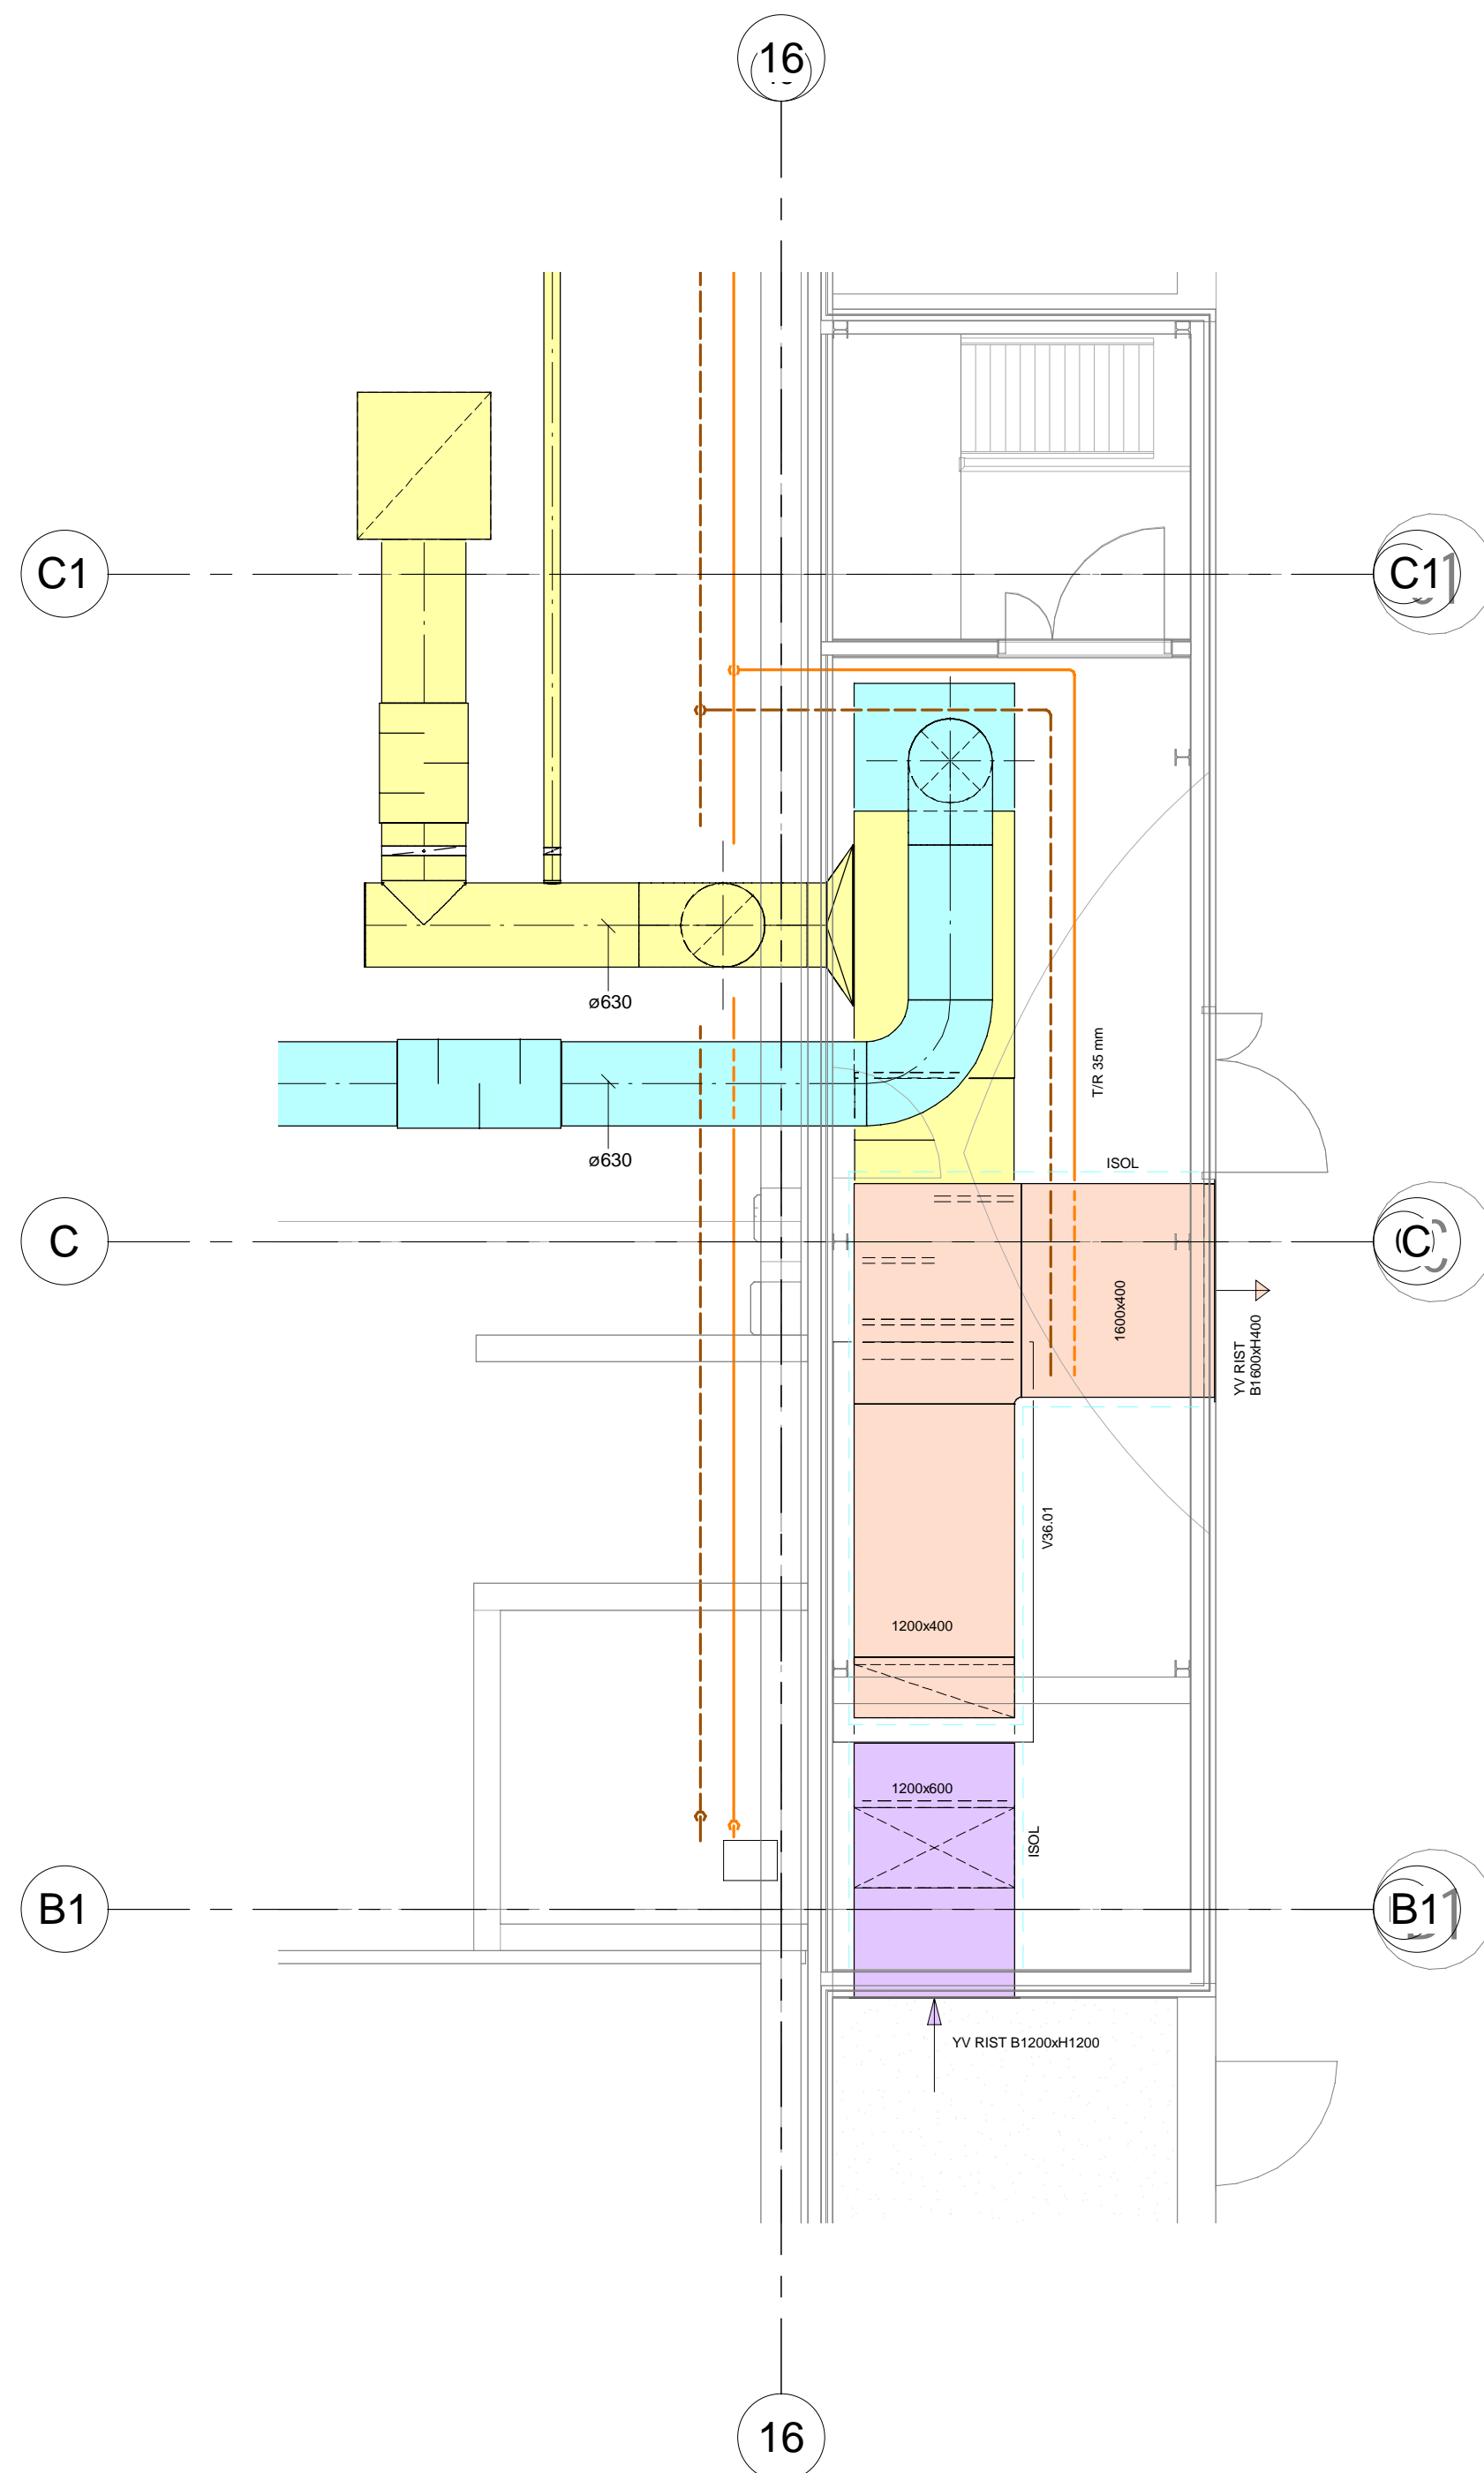 16
C1
C1
ø630
T/R 35 mm
ø630
ISOL
C
C
1600x400
YV RIST
B1600xH400
V36.01
1200x400
1200x600
ISOL
B1
B1
YV RIST B1200xH1200
16